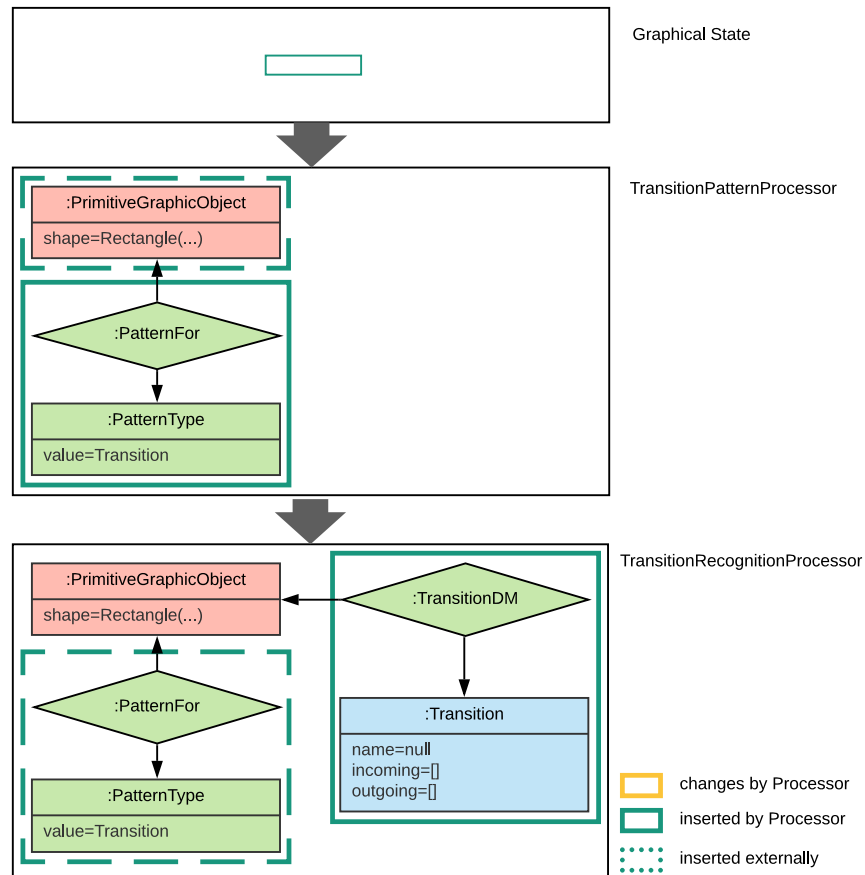 Graphical State
TransitionPatternProcessor
:PrimitiveGraphicObject
shape=Rectangle(...)
:PatternFor
:PatternType
value=Transition
TransitionRecognitionProcessor
:PrimitiveGraphicObject
shape=Rectangle(...)
:TransitionDM
:PatternFor
:Transition
name=null
incoming=[]
outgoing=[]
:PatternType
value=Transition
changes by Processor
inserted by Processor
inserted externally